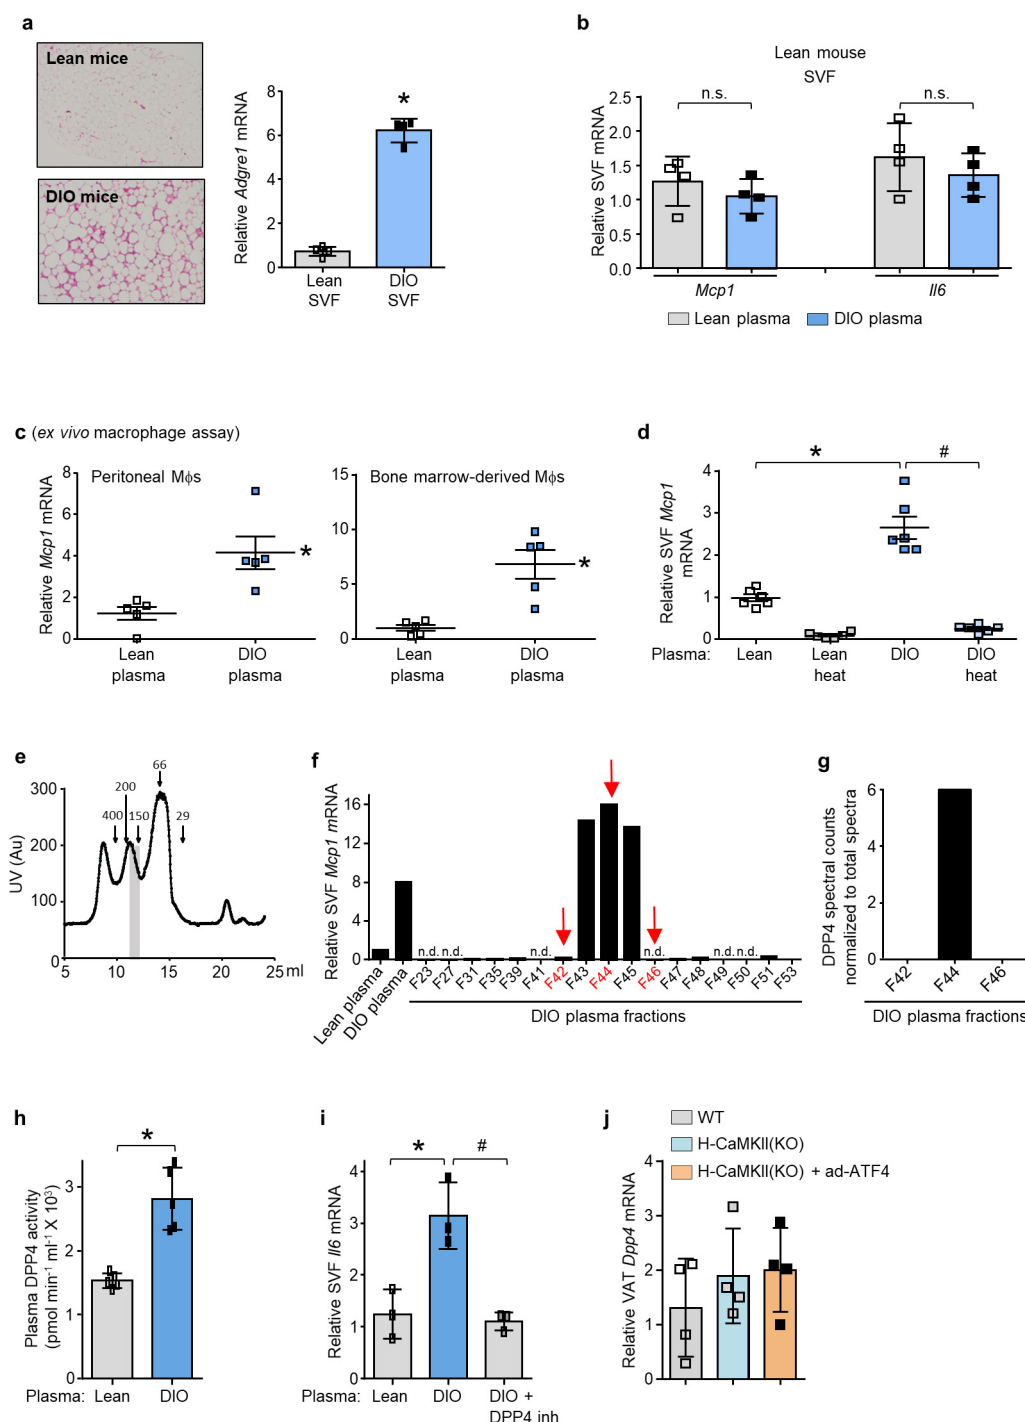 a
Lean mice
DIO mice
Relative Adgre1 mRNA
8
6
4
2
0
*
Lean
SVF
DIO
SVF
b
Lean mouse
SVF
Relative SVF mRNA
2.5
2.0
1.5
1.0
0.5
0.0
n.s.
n.s.
Mcp1
Il6
Lean plasma
DIO plasma
c (ex vivo macrophage assay)
Relative Mcp1 mRNA
8
6
4
2
0
Peritoneal Mϕs
*
Lean
plasma
DIO
plasma
15
10
5
0
Bone marrow-derived Mϕs
*
Lean
plasma
DIO
plasma
d
Relative SVF Mcp1
mRNA
4
3
2
1
0
*
#
Plasma:
Lean
Lean
heat
DIO
DIO
heat
e
UV (Au)
300
200
100
0
400
200
150
66
29
5
10
15
20
25 ml
f
Relative SVF Mcp1 mRNA
16
12
8
4
0
n.d.
n.d.
n.d.
n.d.
n.d.
n.d.
Lean plasma
DIO plasma
F23
F27
F31
F35
F39
F41
F42
F43
F44
F45
F46
F47
F48
F49
F50
F51
F53
DIO plasma fractions
g
DPP4 spectral counts
normalized to total spectra
6
4
2
0
F42
F44
F46
DIO plasma fractions
h
Plasma DPP4 activity
(pmol min⁻¹ ml⁻¹ X 10³)
3
2
1
0
*
Plasma:
Lean
DIO
i
Relative SVF Il6 mRNA
4
3
2
1
0
*
#
Plasma:
Lean
DIO
DIO +
DPP4 inh
j
WT
H-CaMKII(KO)
H-CaMKII(KO) + ad-ATF4
Relative VAT Dpp4 mRNA
4
3
2
1
0